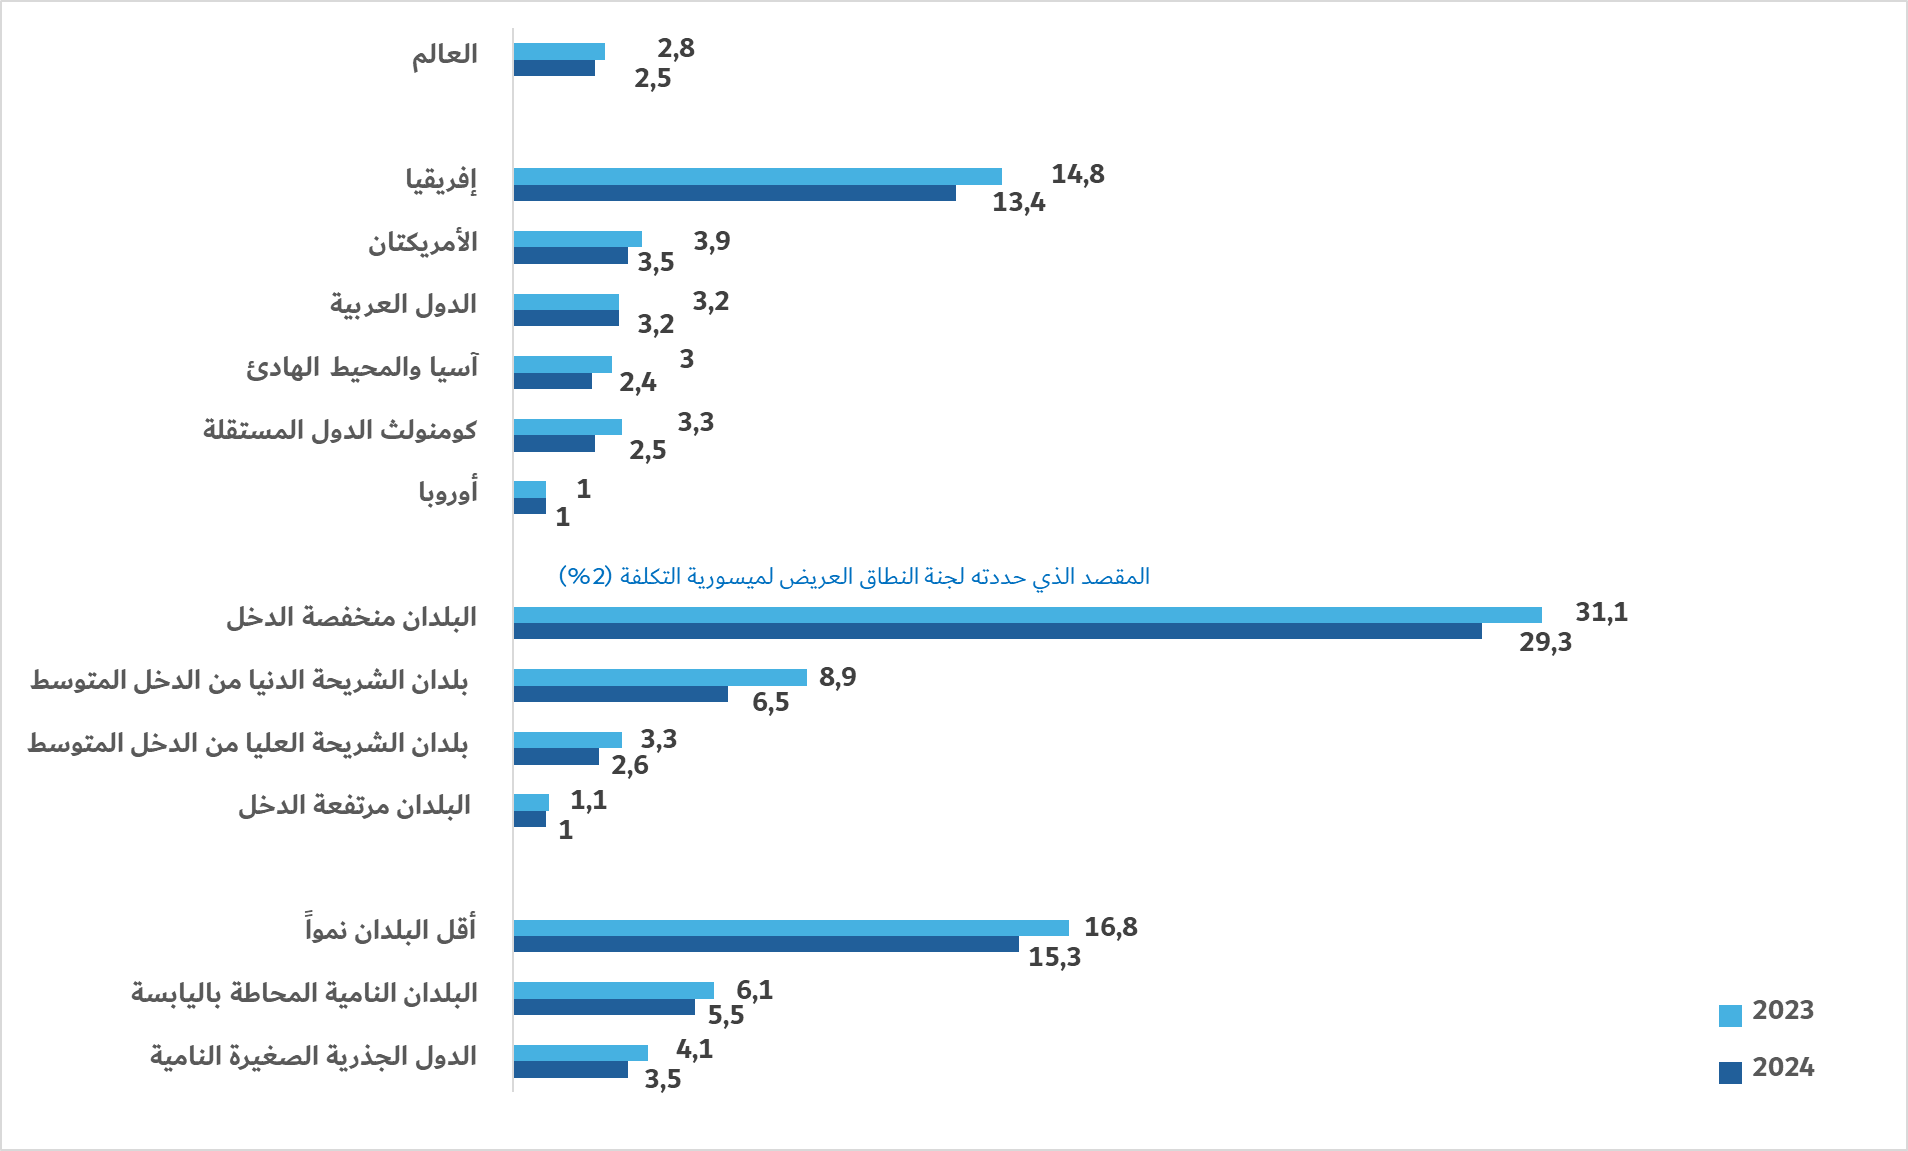 العالم
2,8
2,5
إفريقيا
14,8
13,4
الأمريكتان
3,9
3,5
الدول العربية
3,2
3,2
آسيا والمحيط الهادئ
3
2,4
كومنولث الدول المستقلة
3,3
2,5
أوروبا
1
1
المقصد الذي حددته لجنة النطاق العريض لميسورية التكلفة (2%)
البلدان منخفصة الدخل
31,1
29,3
بلدان الشريحة الدنيا من الدخل المتوسط
8,9
6,5
بلدان الشريحة العليا من الدخل المتوسط
3,3
2,6
البلدان مرتفعة الدخل
1,1
1
أقل البلدان نمواً
16,8
15,3
البلدان النامية المحاطة باليابسة
6,1
5,5
الدول الجذرية الصغيرة النامية
4,1
3,5
2023
2024